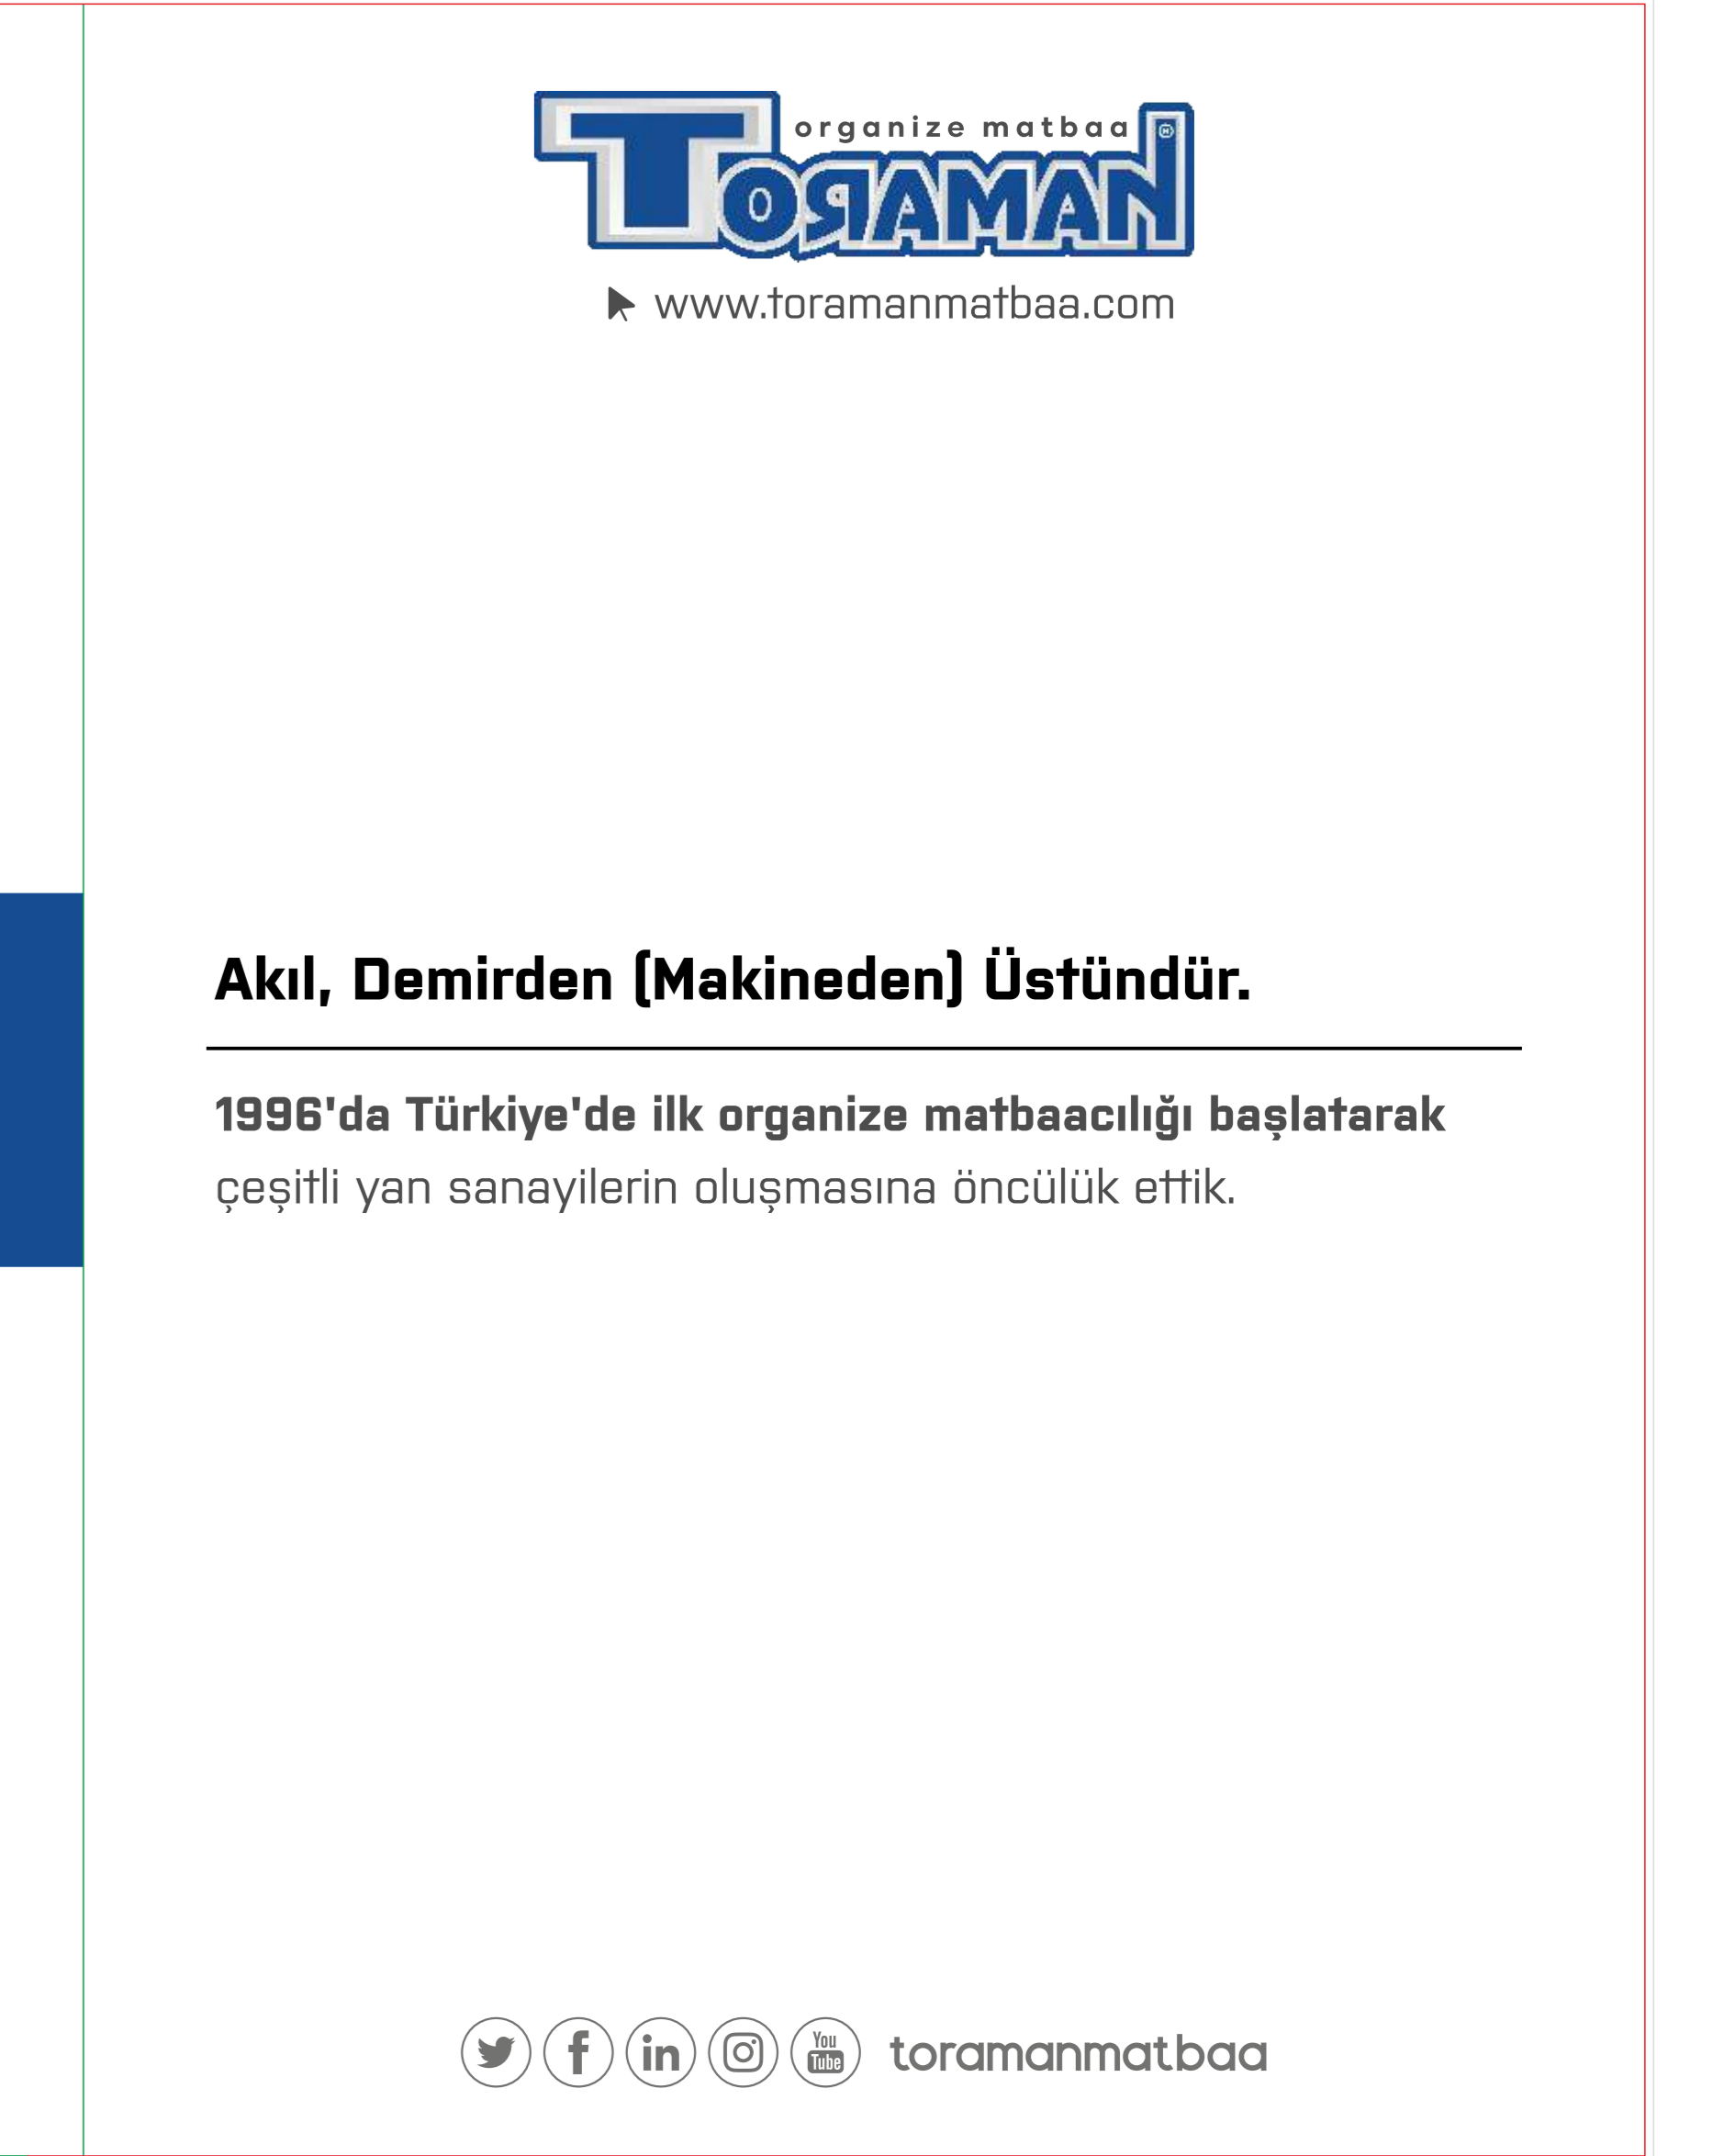 organize matbaa
TORAMAN
www.toramanmatbaa.com
Akıl, Demirden (Makineden) Üstündür.
1996'da Türkiye'de ilk organize matbaacılığı başlatarak
çeşitli yan sanayilerin oluşmasına öncülük ettik.
You
Tube
toramanmatbaa